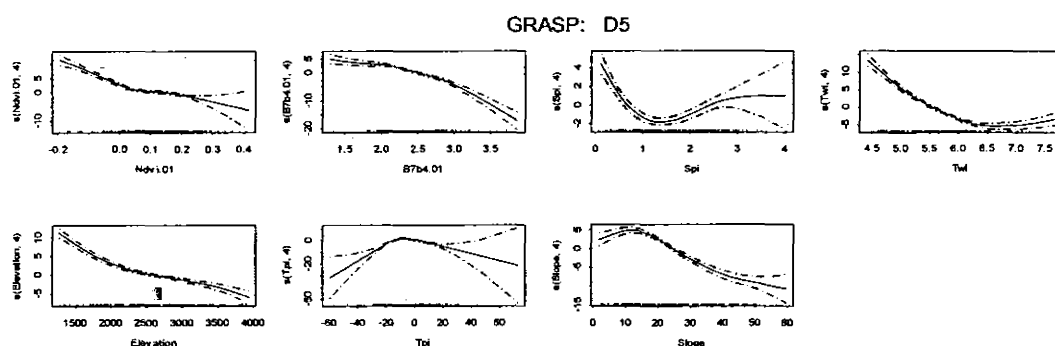 GRASP: D5
s(Ndvi.01, 4)
5
0
-10
-0.2 0.0 0.1 0.2 0.3 0.4
Ndvi.01
s(B7b4.01, 4)
5
0
-10
-20
1.5 2.0 2.5 3.0 3.5
B7b4.01
s(Spi, 4)
4
2
0
-2
0 1 2 3 4
Spi
s(Twi, 4)
15
5
0
-5
4.5 5.0 5.5 6.0 6.5 7.0 7.5
Twi
s(Elevation, 4)
10
5
0
-5
1500 2000 2500 3000 3500 4000
Elevation
s(Tpi, 4)
0
-20
-60 -40 -20 0 20 40 60
Tpi
s(Slope, 4)
5
0
-15
0 10 20 30 40 50 60
Slope